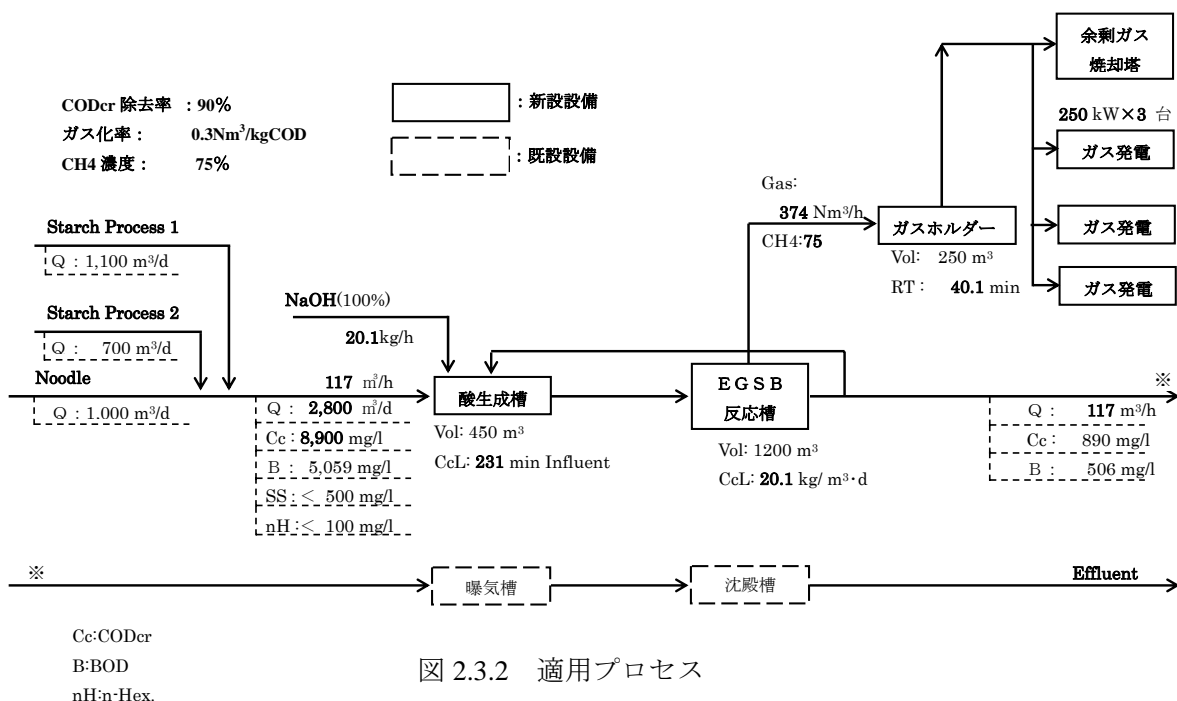 余剰ガス
焼却塔
CODcr 除去率 : 90%
ガス化率 : 0.3Nm³/kgCOD
CH4 濃度 : 75%
: 新設設備
: 既設設備
250 kW×3 台
ガス発電
ガス発電
ガス発電
Gas:
374 Nm³/h
CH4:75
ガスホルダー
Vol: 250 m³
RT : 40.1 min
Starch Process 1
Q : 1,100 m³/d
Starch Process 2
Q : 700 m³/d
Noodle
Q : 1.000 m³/d
NaOH(100%)
20.1kg/h
117 m³/h
Q : 2,800 m³/d
Cc : 8,900 mg/l
B : 5,059 mg/l
SS : < 500 mg/l
nH :< 100 mg/l
酸生成槽
Vol: 450 m³
CcL: 231 min Influent
EGSB
反応槽
Vol: 1200 m³
CcL: 20.1 kg/ m³・d
※
Q : 117 m³/h
Cc : 890 mg/l
B : 506 mg/l
※
曝気槽
沈殿槽
Effluent
Cc:CODcr
B:BOD
nH:n-Hex.
図 2.3.2 適用プロセス